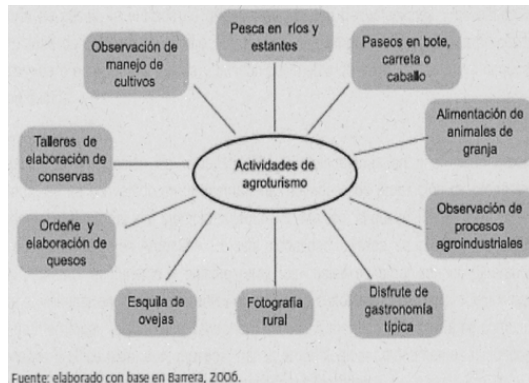 Pesca en ríos y
estantes
Observación de
manejo de
cultivos
Paseos en bote,
carreta o
caballo
Alimentación de
animales de
granja
Talleres de
elaboración de
conservas
Actividades de
agroturismo
Observación de
procesos
agroindustriales
Ordeñe y
elaboración de
quesos
Esquila de
ovejas
Fotografía
rural
Disfrute de
gastronomía
típica
Fuente: elaborado con base en Barrera, 2006.